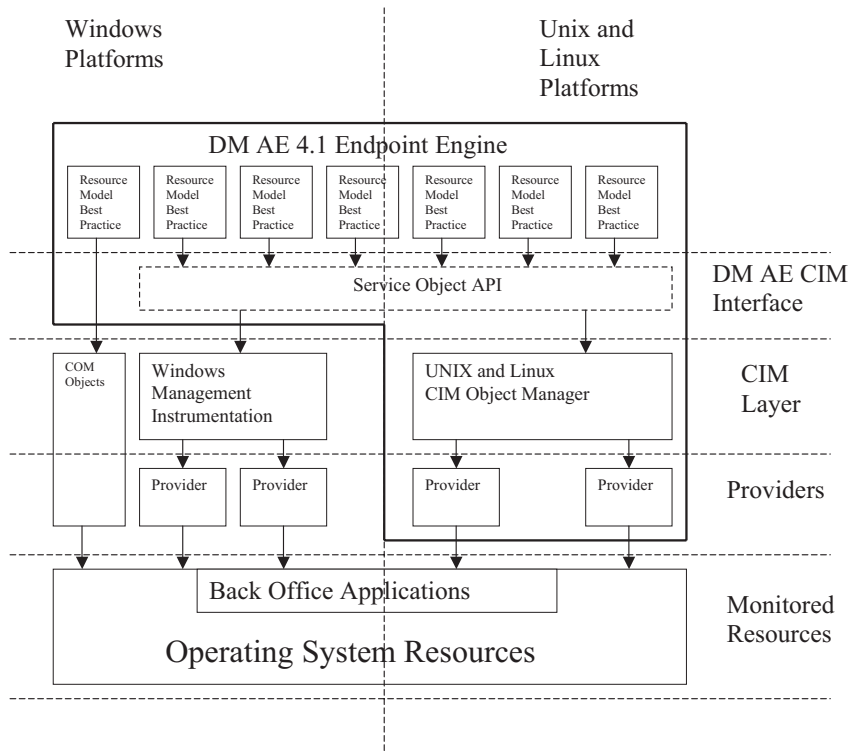 Windows
Platforms
Unix and
Linux
Platforms
DM AE 4.1 Endpoint Engine
Resource
Model
Best
Practice
Resource
Model
Best
Practice
Resource
Model
Best
Practice
Resource
Model
Best
Practice
Resource
Model
Best
Practice
Resource
Model
Best
Practice
Resource
Model
Best
Practice
Service Object API
DM AE CIM
Interface
COM
Objects
Windows
Management
Instrumentation
UNIX and Linux
CIM Object Manager
CIM
Layer
Provider
Provider
Provider
Provider
Providers
Back Office Applications
Operating System Resources
Monitored
Resources